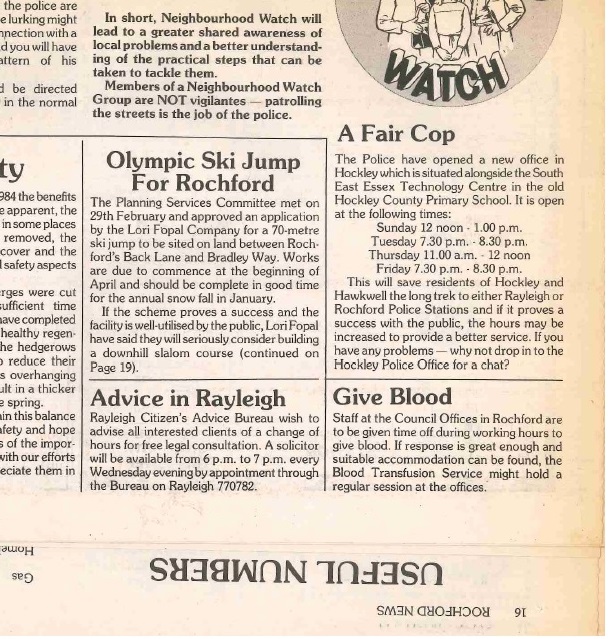 the police are
e lurking might
nnection with a
d you will have
attern of his
d be directed
in the normal
ty
984 the benefits
e apparent, the
in some places
removed, the
cover and the
l safety aspects
erges were cut
sufficient time
have completed
healthy regen-
the hedgerows
o reduce their
s overhanging
ult in a thicker
e spring.
ain this balance
afety and hope
s of the impor-
with our efforts
eciate them in
In short, Neighbourhood Watch will
lead to a greater shared awareness of
local problems and a better understand-
ing of the practical steps that can be
taken to tackle them.
Members of a Neighbourhood Watch
Group are NOT vigilantes — patrolling
the streets is the job of the police.
Olympic Ski Jump
For Rochford
The Planning Services Committee met on
29th February and approved an application
by the Lori Fopal Company for a 70-metre
ski jump to be sited on land between Roch-
ford's Back Lane and Bradley Way. Works
are due to commence at the beginning of
April and should be complete in good time
for the annual snow fall in January.
If the scheme proves a success and the
facility is well-utilised by the public, Lori Fopal
have said they will seriously consider building
a downhill slalom course (continued on
Page 19).
Advice in Rayleigh
Rayleigh Citizen's Advice Bureau wish to
advise all interested clients of a change of
hours for free legal consultation. A solicitor
will be available from 6 p.m. to 7 p.m. every
Wednesday evening by appointment through
the Bureau on Rayleigh 770782.
WATCH
A Fair Cop
The Police have opened a new office in
Hockley which is situated alongside the South
East Essex Technology Centre in the old
Hockley County Primary School. It is open
at the following times:
Sunday 12 noon - 1.00 p.m.
Tuesday 7.30 p.m. - 8.30 p.m.
Thursday 11.00 a.m. - 12 noon
Friday 7.30 p.m. - 8.30 p.m.
This will save residents of Hockley and
Hawkwell the long trek to either Rayleigh or
Rochford Police Stations and if it proves a
success with the public, the hours may be
increased to provide a better service. If you
have any problems — why not drop in to the
Hockley Police Office for a chat?
Give Blood
Staff at the Council Offices in Rochford are
to be given time off during working hours to
give blood. If response is great enough and
suitable accommodation can be found, the
Blood Transfusion Service might hold a
regular session at the offices.
16 ROCHFORD NEWS
USEFUL NUMBERS
Gas